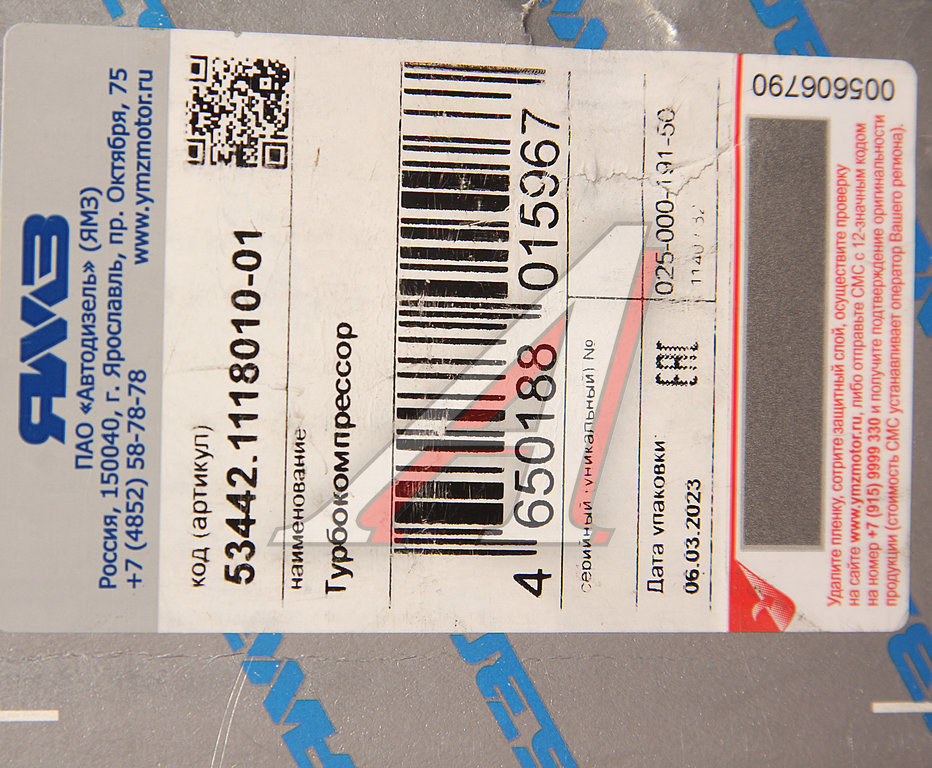 ЯМЗ
ПАО «Автодизель» (ЯМЗ)
Россия, 150040, г. Ярославль, пр. Октября, 75
+7 (4852) 58-78-78 www.ymzmotor.ru
код (артикул)
53442.1118010-01
наименование
Турбокомпрессор
4 650188 015967
серийный (уникальный) №
Дата упаковки:
06.03.2023
EAC
025-000-191-50
005606790
Удалите пленку, сотрите защитный слой, осуществите проверку
на сайте www.ymzmotor.ru, либо отправьте СМС с 12-значным кодом
на номер +7 (915) 9999 330 и получите подтверждение оригинальности
продукции (стоимость СМС устанавливает оператор Вашего региона).